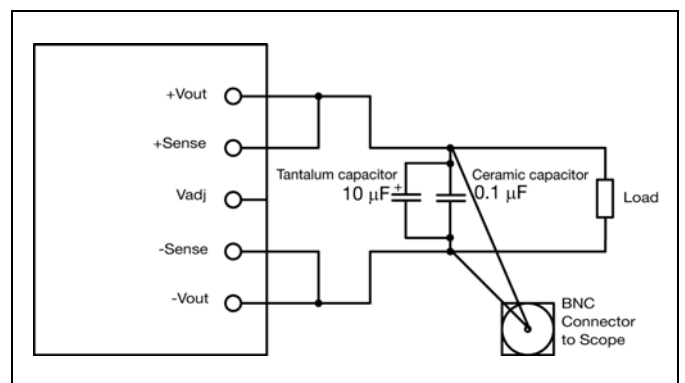 +Vout
+Sense
Vadj
-Sense
-Vout
Tantalum capacitor
10 μF+
Ceramic capacitor
0.1 μF
Load
BNC
Connector
to Scope